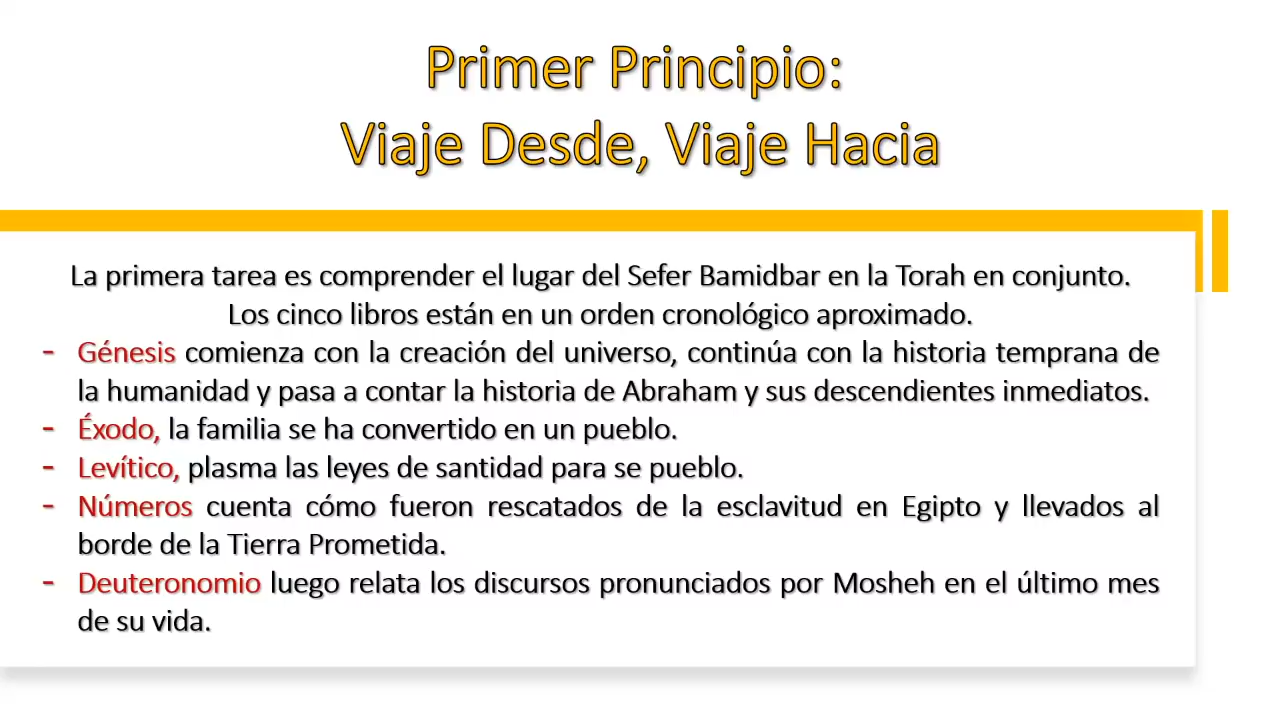 Primer Principio:
Viaje Desde, Viaje Hacia
La primera tarea es comprender el lugar del Sefer Bamidbar en la Torah en conjunto.
Los cinco libros están en un orden cronológico aproximado.
- Génesis comienza con la creación del universo, continúa con la historia temprana de
la humanidad y pasa a contar la historia de Abraham y sus descendientes inmediatos.
- Éxodo, la familia se ha convertido en un pueblo.
- Levítico, plasma las leyes de santidad para se pueblo.
- Números cuenta cómo fueron rescatados de la esclavitud en Egipto y llevados al
borde de la Tierra Prometida.
- Deuteronomio luego relata los discursos pronunciados por Mosheh en el último mes
de su vida.